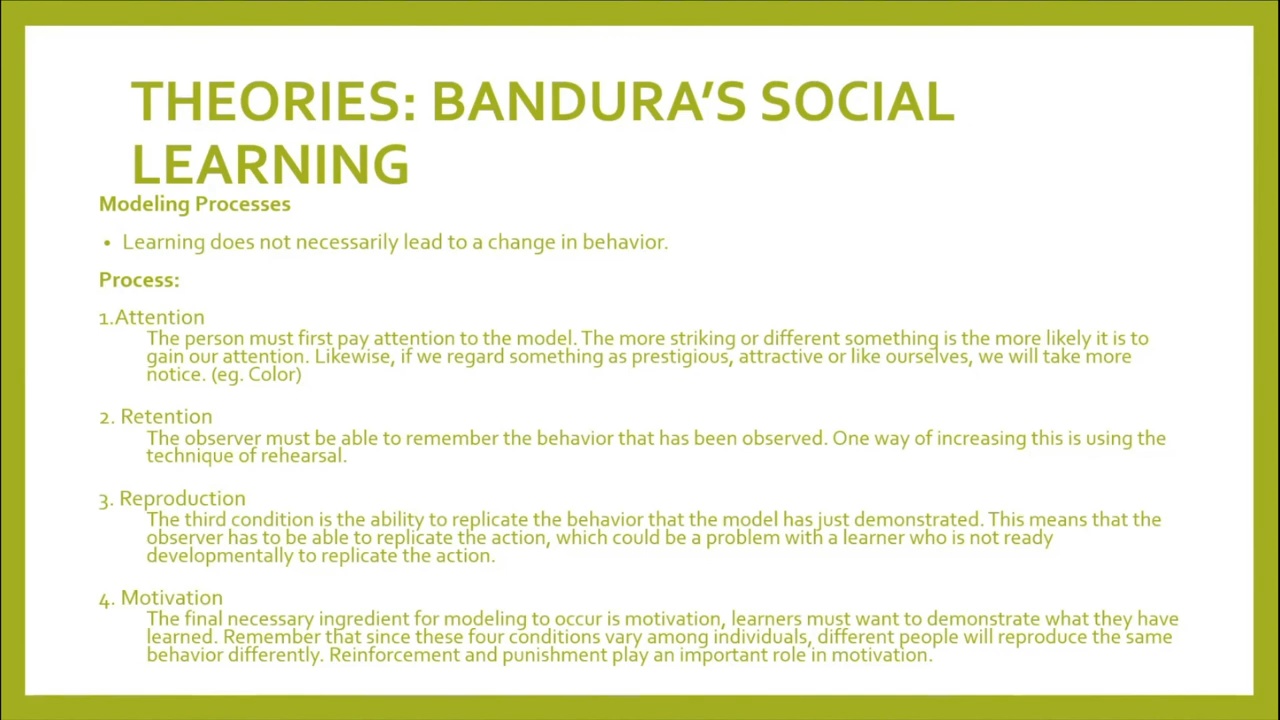 THEORIES: BANDURA’S SOCIAL
LEARNING
Modeling Processes
• Learning does not necessarily lead to a change in behavior.
Process:
1.Attention
The person must first pay attention to the model. The more striking or different something is the more likely it is to
gain our attention. Likewise, if we regard something as prestigious, attractive or like ourselves, we will take more
notice. (eg. Color)
2. Retention
The observer must be able to remember the behavior that has been observed. One way of increasing this is using the
technique of rehearsal.
3. Reproduction
The third condition is the ability to replicate the behavior that the model has just demonstrated. This means that the
observer has to be able to replicate the action, which could be a problem with a learner who is not ready
developmentally to replicate the action.
4. Motivation
The final necessary ingredient for modeling to occur is motivation, learners must want to demonstrate what they have
learned. Remember that since these four conditions vary among individuals, different people will reproduce the same
behavior differently. Reinforcement and punishment play an important role in motivation.